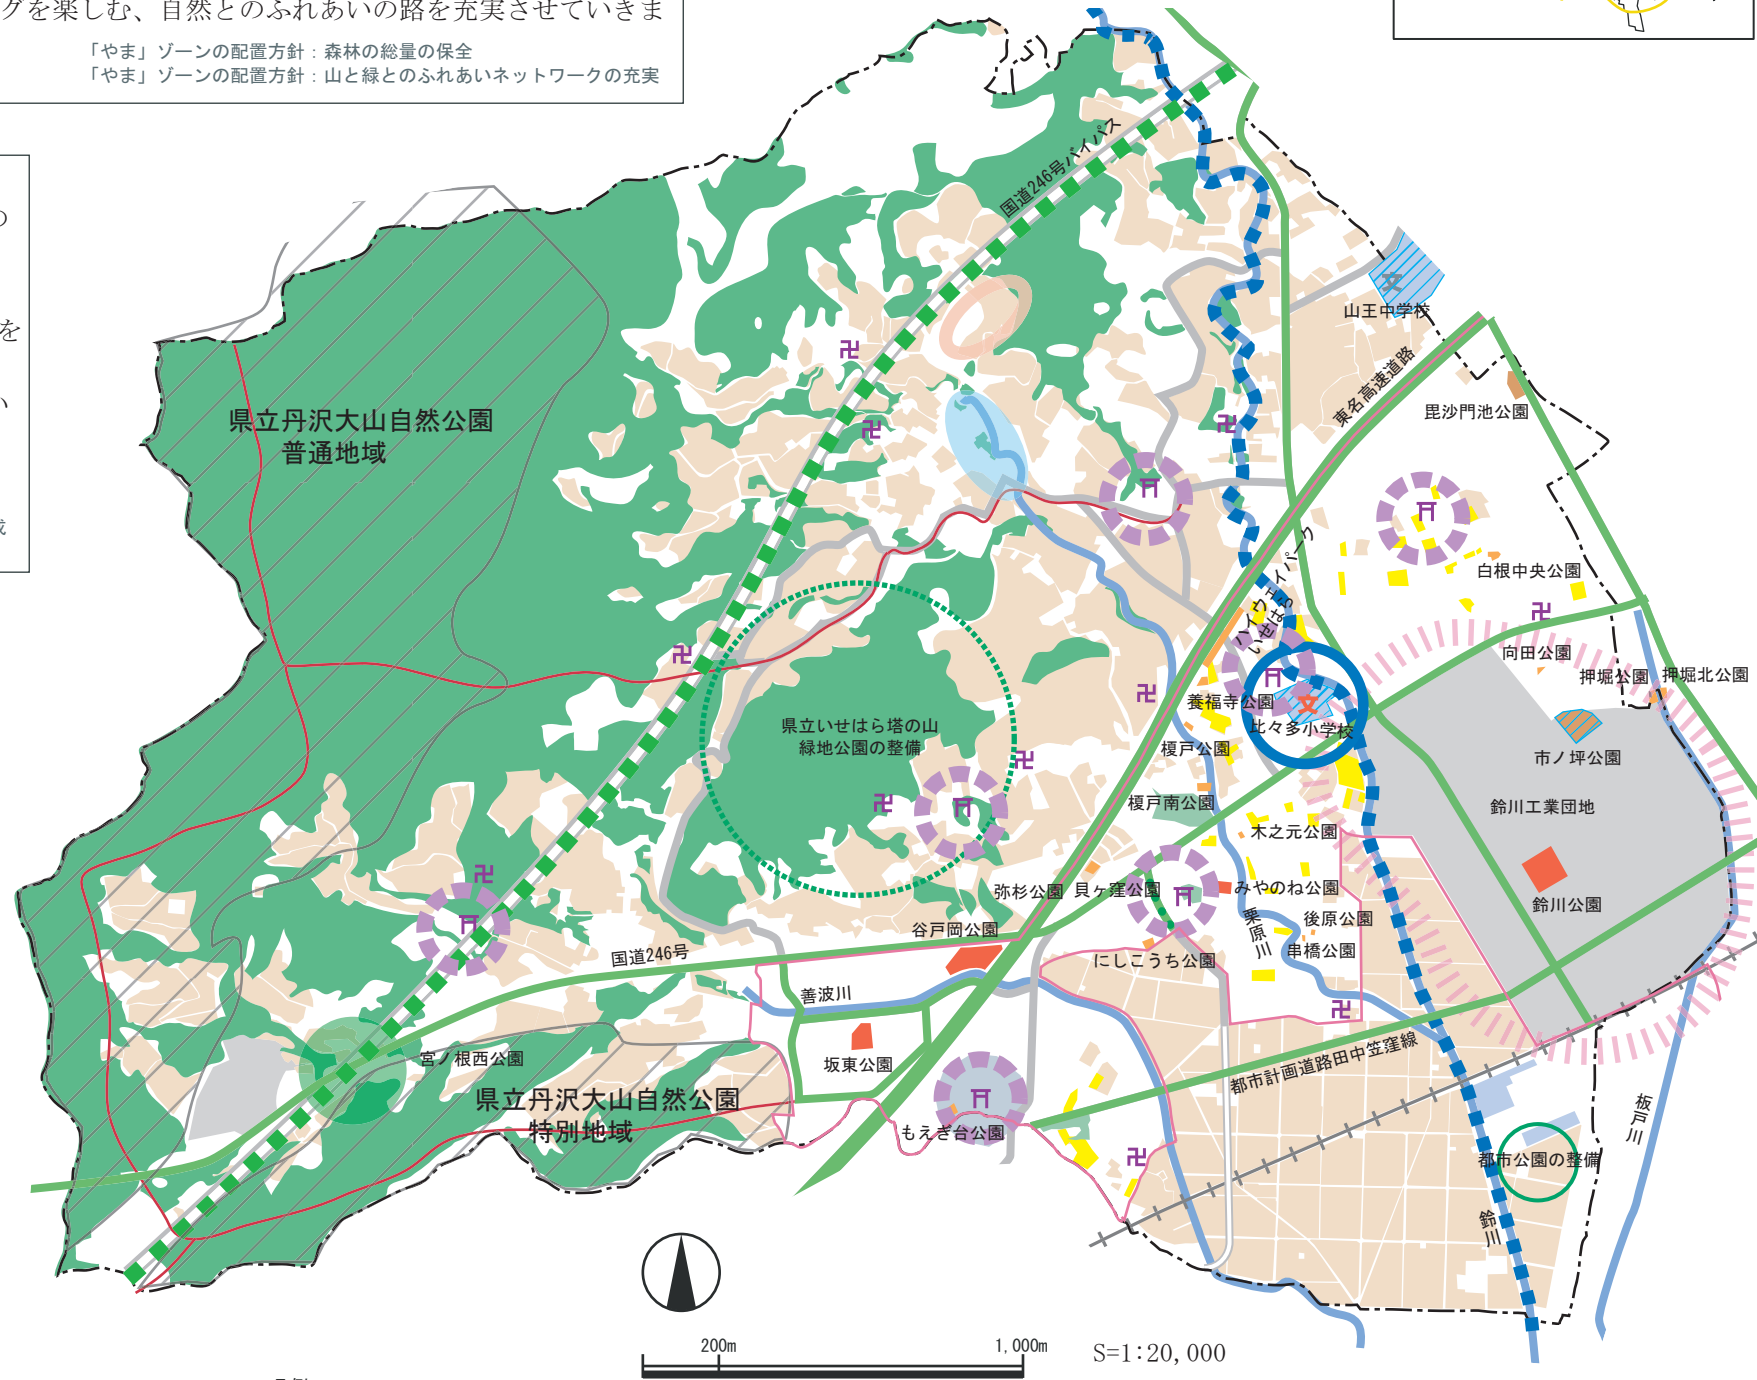 グを楽しむ、自然とのふれあいの路を充実させていきま
「やま」ゾーンの配置方針：森林の総量の保全
「やま」ゾーンの配置方針：山と緑とのふれあいネットワークの充実
の
を
い
成
国道246号バイパス
文
山王中学校
東名高速道路
毘沙門池公園
県立丹沢大山自然公園
普通地域
ハイウェイパーク
いせはら
白根中央公園
向田公園
押堀公園
押堀北公園
養福寺公園
文
比々多小学校
県立いせはら塔の山
緑地公園の整備
榎戸公園
市ノ坪公園
榎戸南公園
鈴川工業団地
木之元公園
弥杉公園
貝ヶ窪公園
みやのね公園
鈴川公園
谷戸岡公園
栗原川
後原公園
串橋公園
国道246号
にしこうち公園
善波川
宮ノ根西公園
坂東公園
都市計画道路田中笠窪線
県立丹沢大山自然公園
特別地域
もえぎ台公園
板戸川
都市公園の整備
鈴川
200m
1,000m
S=1:20,000